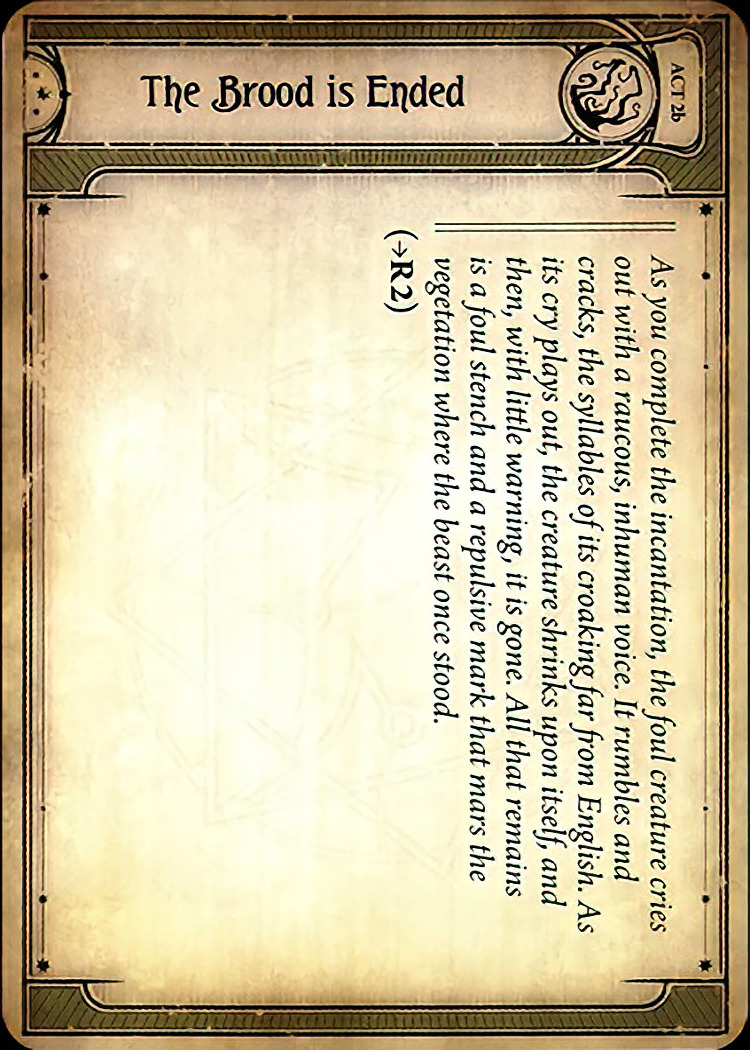 ACT 2b
The Brood is Ended
As you complete the incantation, the foul creature cries
out with a raucous, inhuman voice. It rumbles and
cracks, the syllables of its croaking far from English. As
its cry plays out, the creature shrinks upon itself, and
then, with little warning, it is gone. All that remains
is a foul stench and a repulsive mark that mars the
vegetation where the beast once stood.
(→R2)